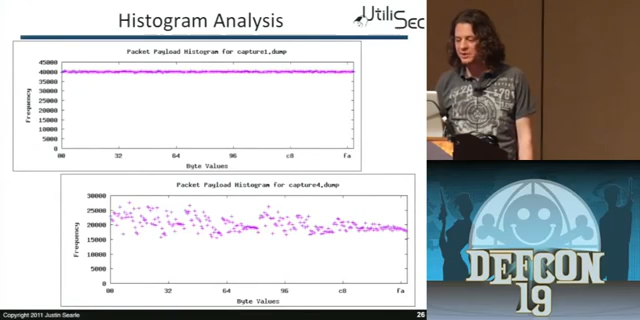 Histogram Analysis
UtiliSec
Packet Payload Histogram for capture1.dump
Frequency
45000
40000
35000
30000
25000
20000
15000
10000
5000
0
00 32 64 96 c8 fa
Byte Values
Packet Payload Histogram for capture4.dump
Frequency
30000
25000
20000
15000
10000
5000
0
00 32 64 96 c8 fa
Byte Values
Copyright 2011 Justin Searle
26
DEFCON
19